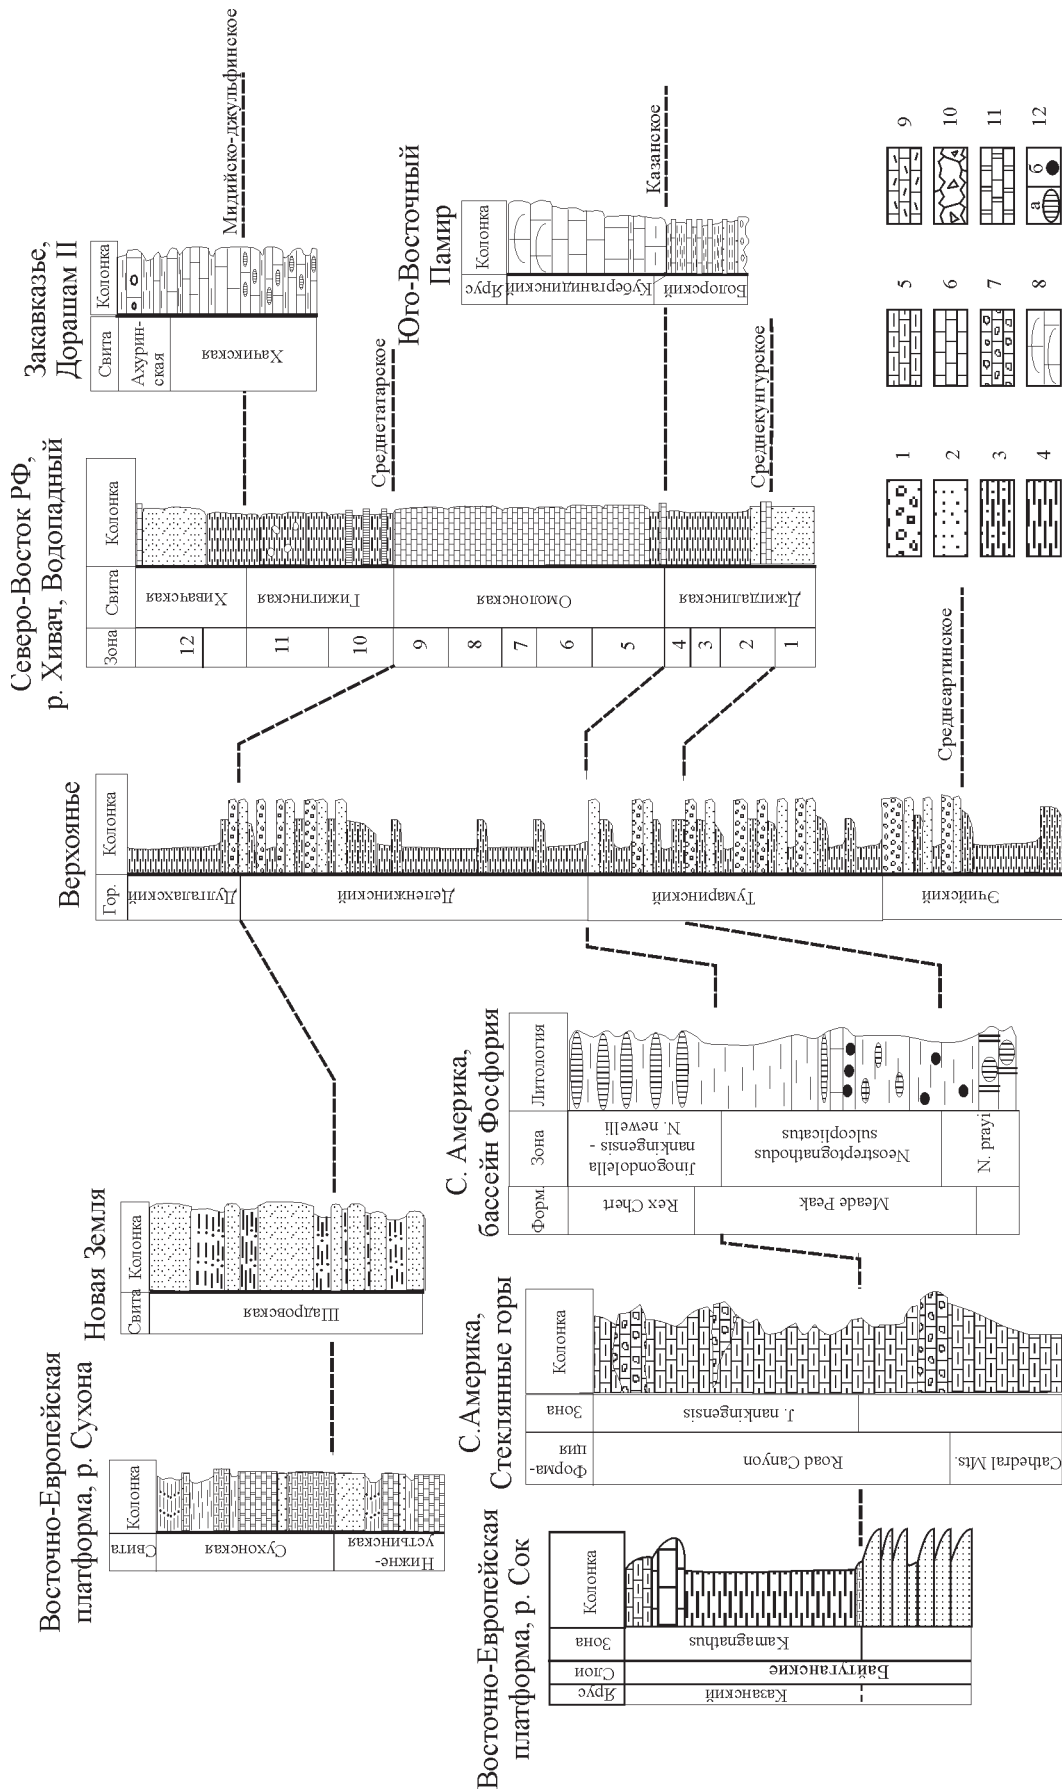 Восточно-Европейская
платформа, р. Сухона
Свита
Колонка
Сухонская
Нижне-
устьинская
Новая Земля
Свита
Колонка
Шадровская
Верхоянье
Гор.
Колонка
Дулгалахский
Деленжинский
Тумаринский
Эчийский
Северо-Восток РФ,
р. Хивач, Водопадный
Зона
Свита
Колонка
12
11
10
9
8
7
6
5
4
3
2
1
Хивачская
Гижигинская
Омолонская
Джигдалинская
Закавказье,
Дорашам II
Свита
Колонка
Ахурин-
ская
Хачикская
Мидийско-джульфинское
Среднетатарское
Восточно-Европейская
платформа, р. Сок
Ярус
Слои
Зона
Колонка
Казанский
Байтуганские
Kamagnathus
С.Америка,
Стеклянные горы
Форма-
ция
Зона
Колонка
Road Canyon
Cathedral Mts.
J. nankingensis
С. Америка,
бассейн Фосфория
Форм.
Зона
Литология
Rex Chert
Meade Peak
Jinogondolella
nankingensis -
N. newelli
Neostreptognathodus
sulcoplicatus
N. prayi
Юго-Восточный
Памир
Ярус
Колонка
Кубергандинский
Болорский
Казанское
Среднекунгурское
Среднеартинское
1
2
3
4
5
6
7
8
9
10
11
а
б
12